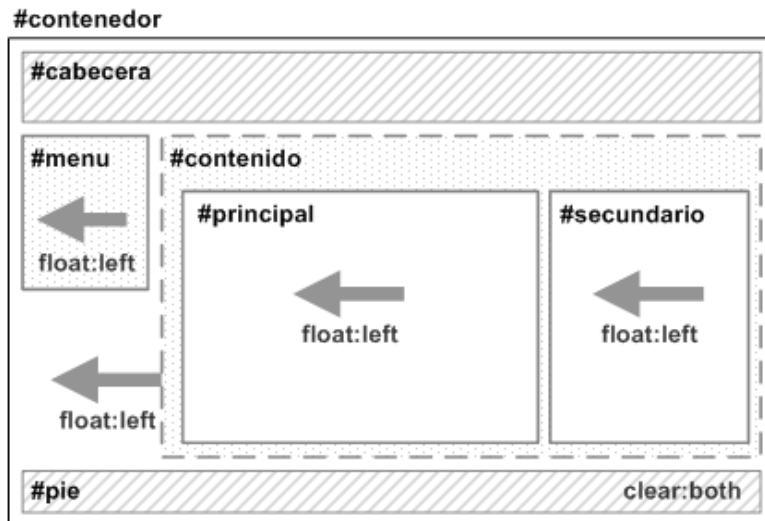 #contenedor
#cabecera
#menu
float:left
#contenido
#principal
float:left
#secundario
float:left
float:left
#pie
clear:both